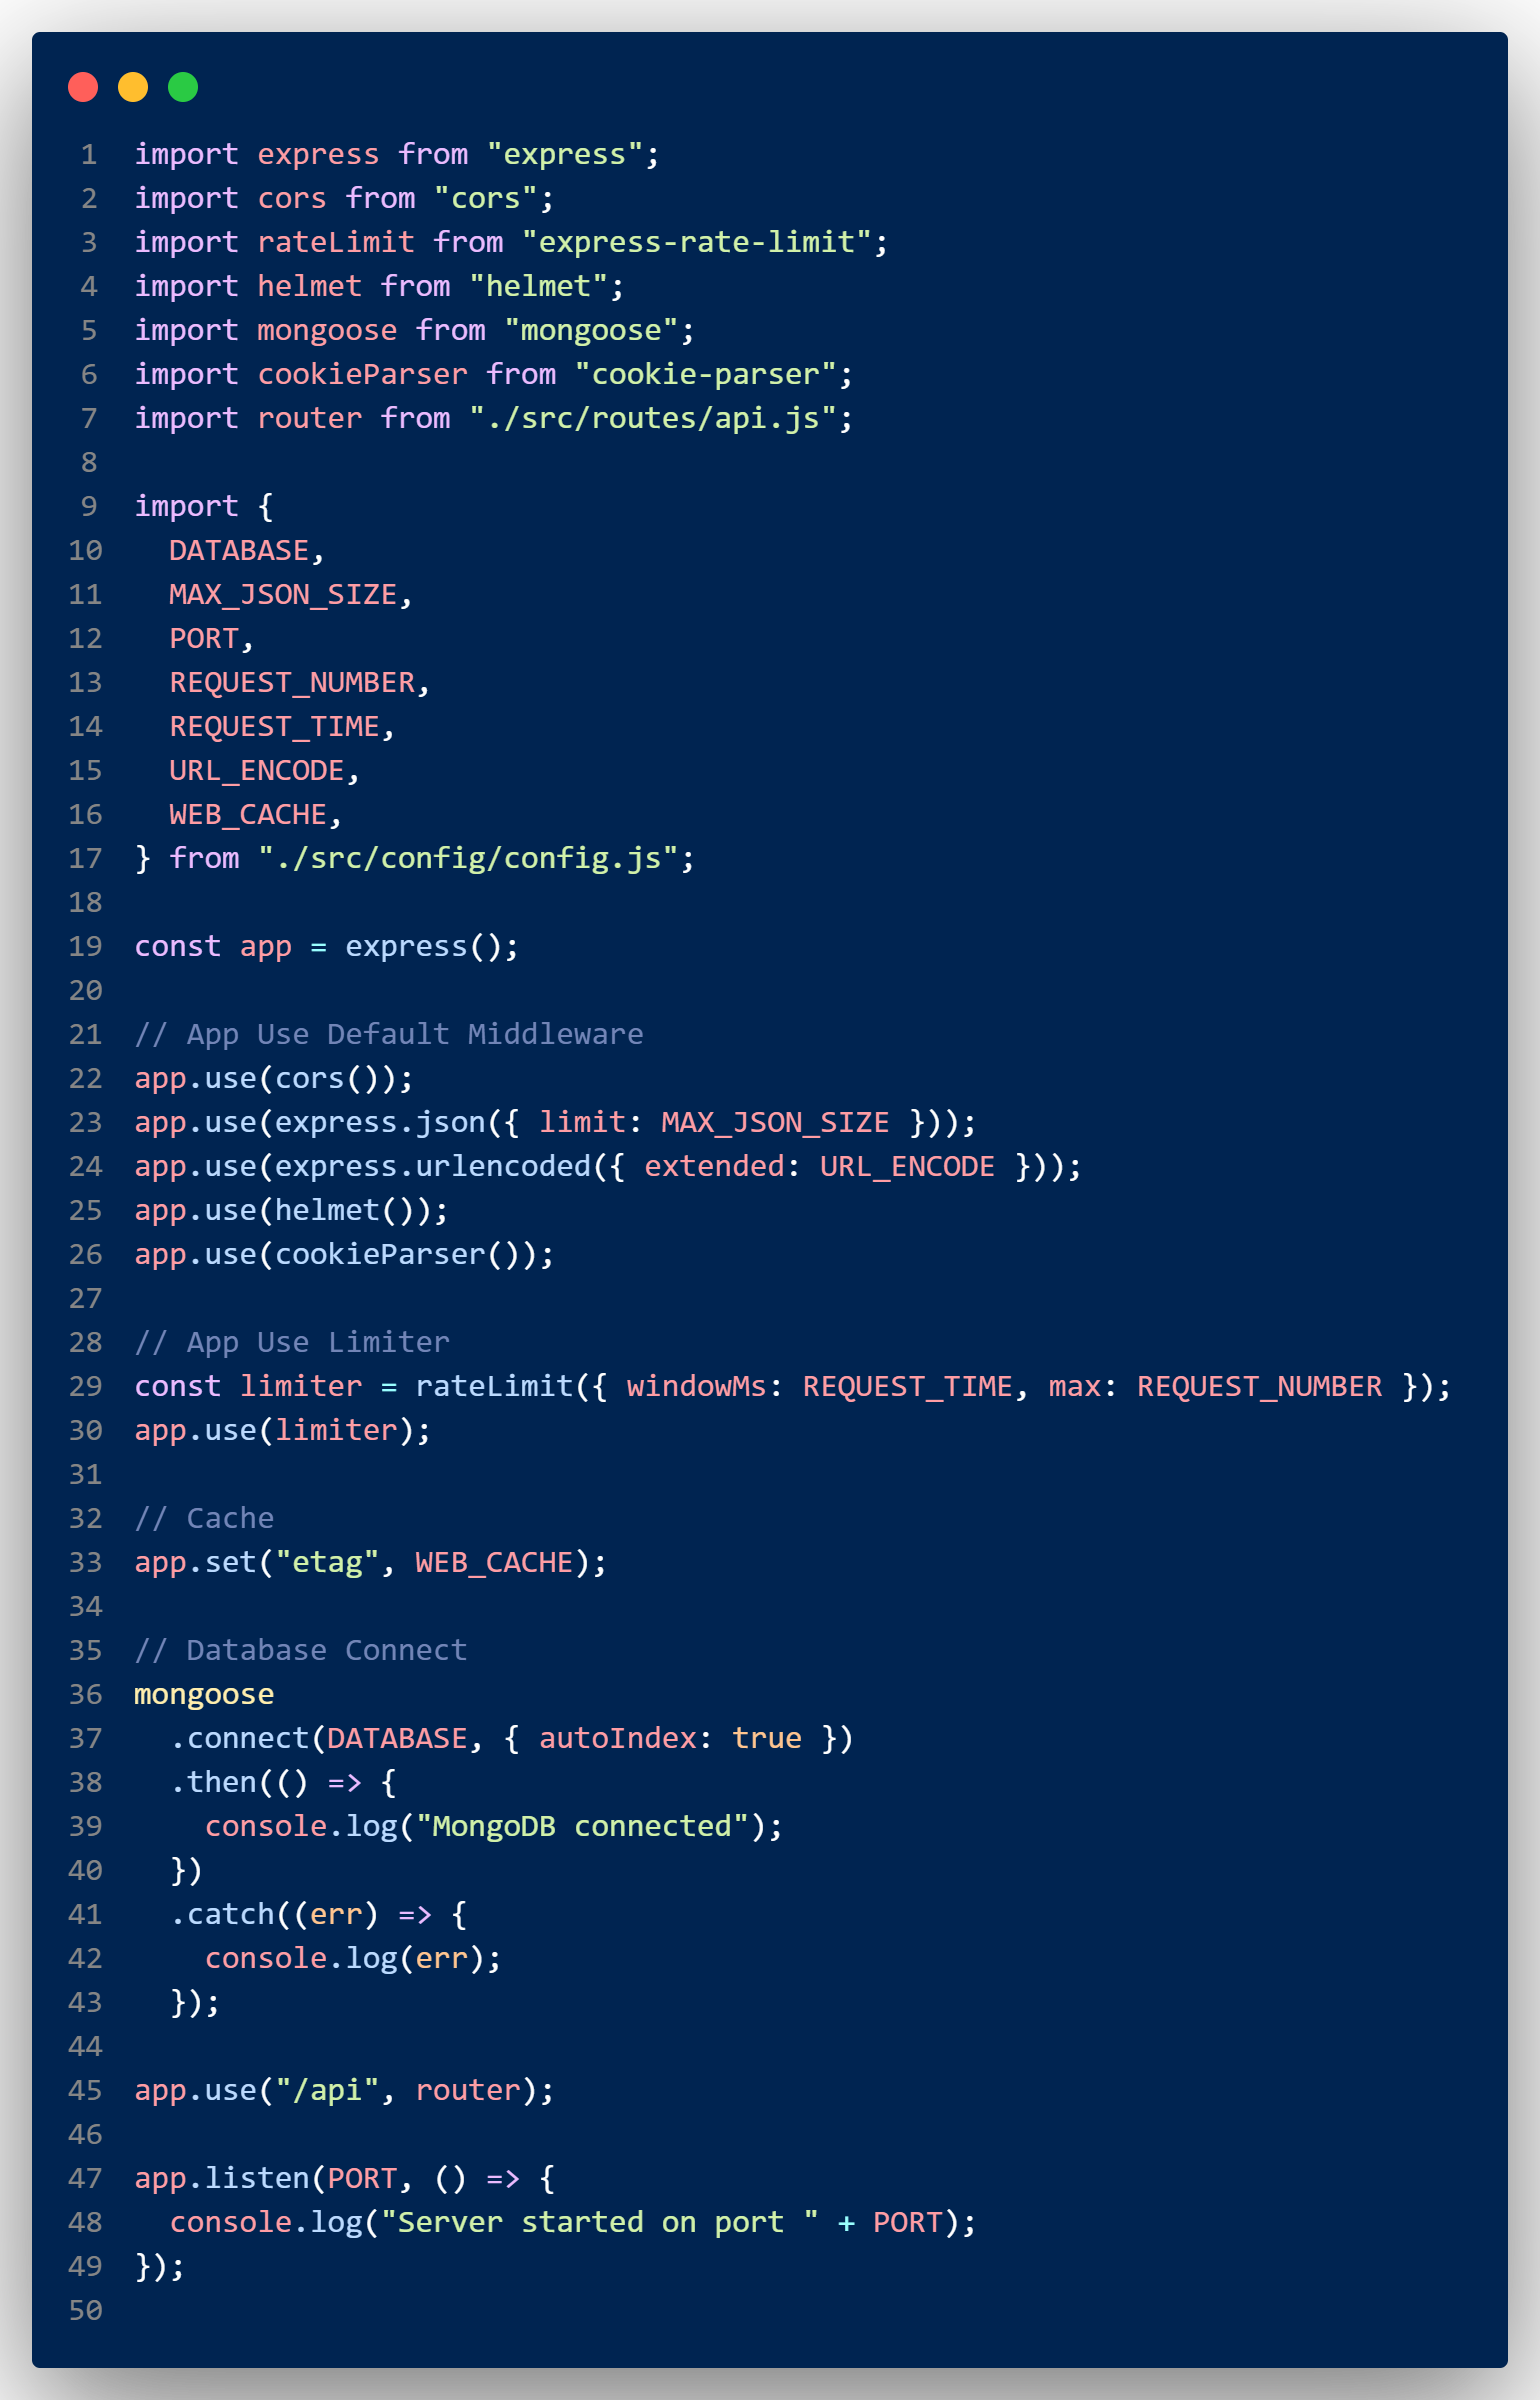 1 import express from "express";
2 import cors from "cors";
3 import rateLimit from "express-rate-limit";
4 import helmet from "helmet";
5 import mongoose from "mongoose";
6 import cookieParser from "cookie-parser";
7 import router from "./src/routes/api.js";
8
9 import {
10   DATABASE,
11   MAX_JSON_SIZE,
12   PORT,
13   REQUEST_NUMBER,
14   REQUEST_TIME,
15   URL_ENCODE,
16   WEB_CACHE,
17 } from "./src/config/config.js";
18
19 const app = express();
20
21 // App Use Default Middleware
22 app.use(cors());
23 app.use(express.json({ limit: MAX_JSON_SIZE }));
24 app.use(express.urlencoded({ extended: URL_ENCODE }));
25 app.use(helmet());
26 app.use(cookieParser());
27
28 // App Use Limiter
29 const limiter = rateLimit({ windowMs: REQUEST_TIME, max: REQUEST_NUMBER });
30 app.use(limiter);
31
32 // Cache
33 app.set("etag", WEB_CACHE);
34
35 // Database Connect
36 mongoose
37   .connect(DATABASE, { autoIndex: true })
38   .then(() => {
39     console.log("MongoDB connected");
40   })
41   .catch((err) => {
42     console.log(err);
43   });
44
45 app.use("/api", router);
46
47 app.listen(PORT, () => {
48   console.log("Server started on port " + PORT);
49 });
50